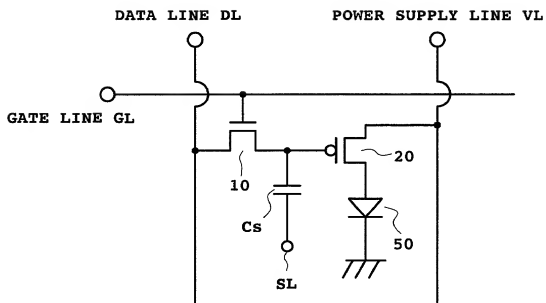 DATA LINE DL
POWER SUPPLY LINE VL
GATE LINE GL
10
20
Cs
50
SL